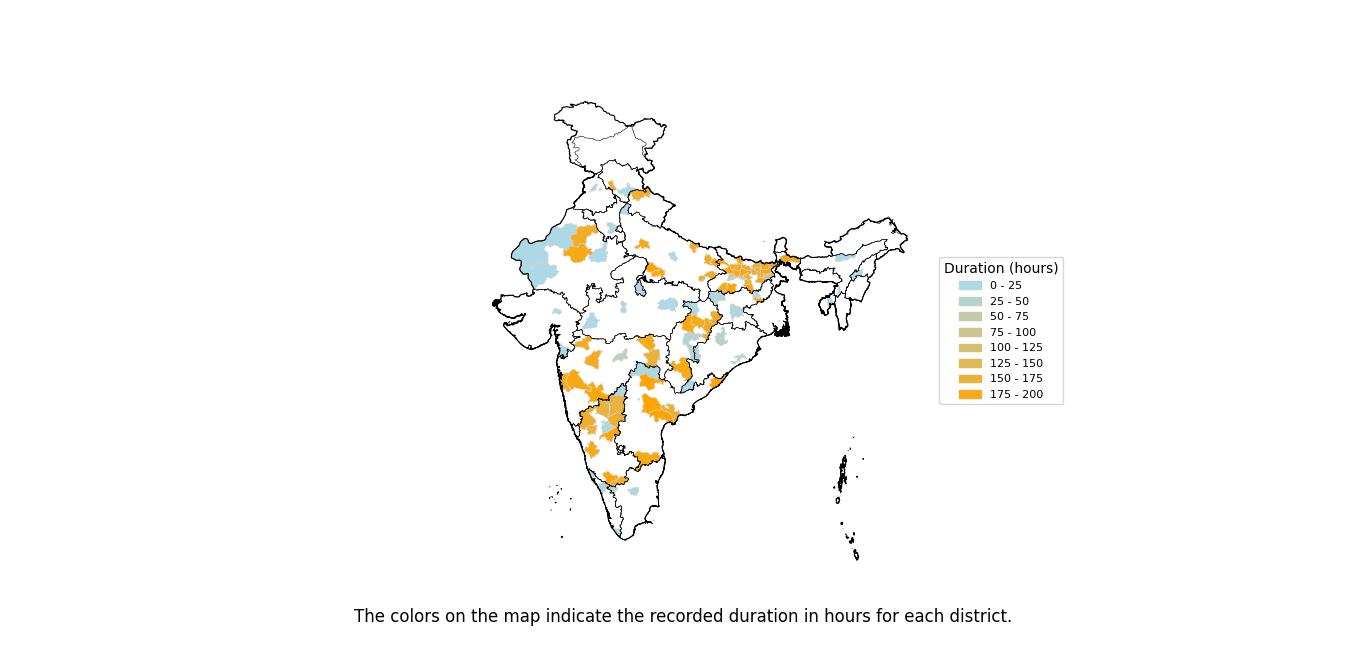 Duration (hours)
0 - 25
25 - 50
50 - 75
75 - 100
100 - 125
125 - 150
150 - 175
175 - 200
The colors on the map indicate the recorded duration in hours for each district.